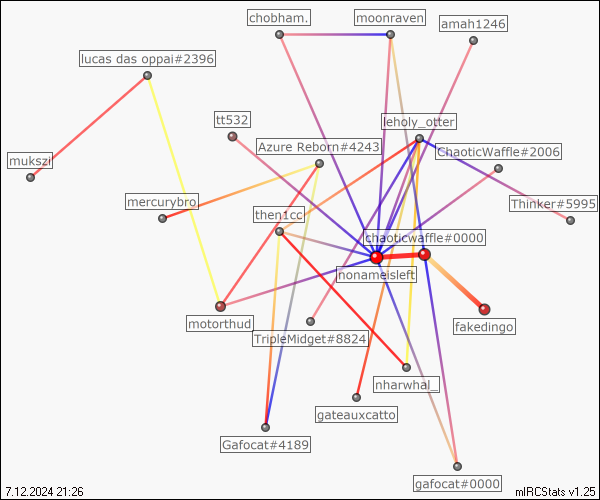 chobham.
moonraven
amah1246
lucas das oppai#2396
tt532
leholy_otter
Azure Reborn#4243
ChaoticWaffle#2006
mukszi
mercurybro
Thinker#5995
then1cc
chaoticwaffle#0000
nonameisleft
motorthud
TripleMidget#8824
fakedingo
nharwhal_
gateauxcatto
Gafocat#4189
gafocat#0000
7.12.2024 21:26
mIRCStats v1.25